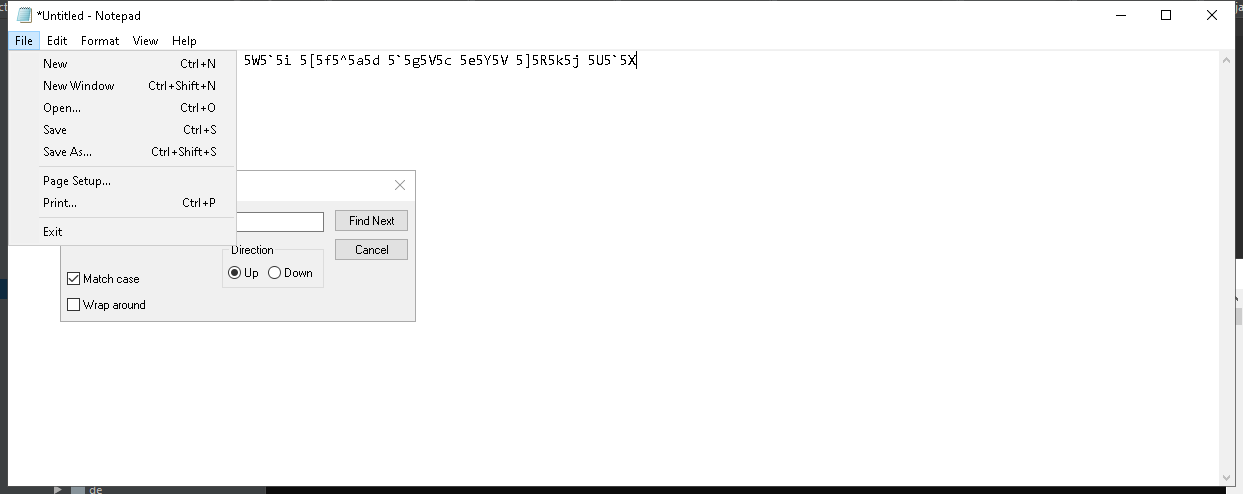 *Untitled - Notepad
File Edit Format View Help
5W5`5i 5[5f5^5a5d 5`5g5V5c 5e5Y5V 5]5R5k5j 5U5`5X
New Ctrl+N
New Window Ctrl+Shift+N
Open... Ctrl+O
Save Ctrl+S
Save As... Ctrl+Shift+S
Page Setup...
Print... Ctrl+P
Exit
Find Next
Cancel
Direction
Up Down
Match case
Wrap around
de